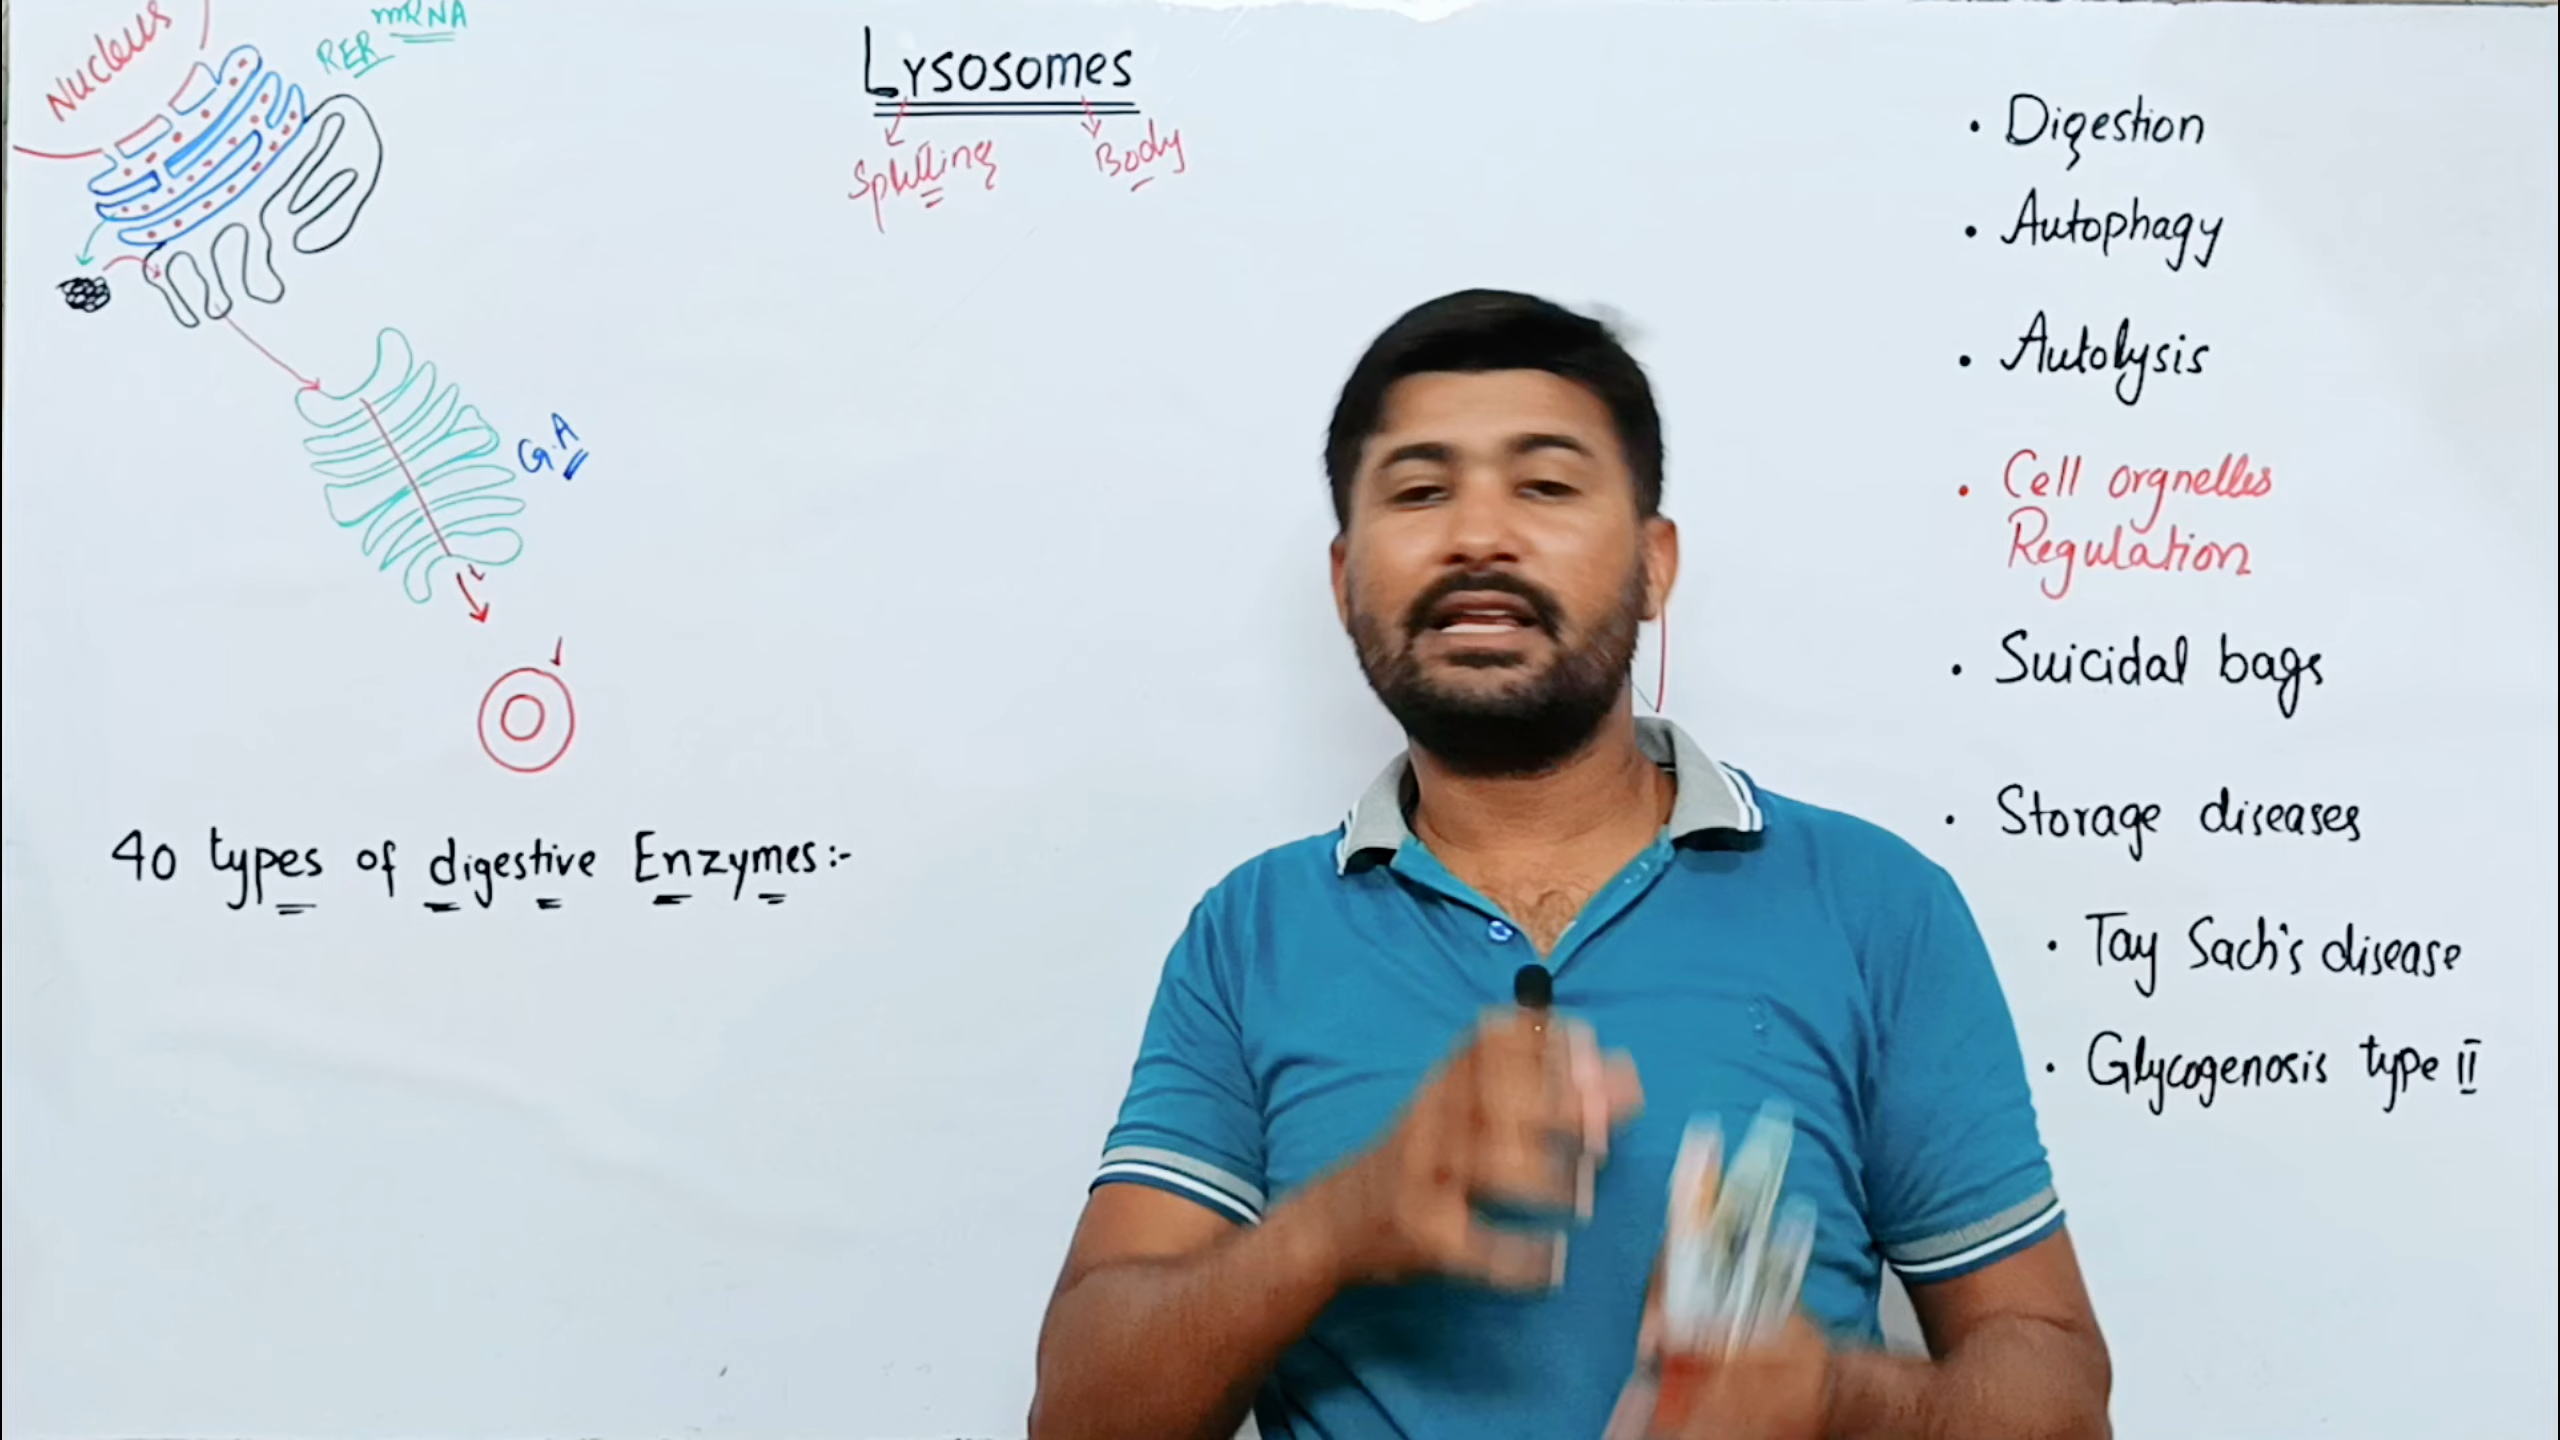 Nucleus
mRNA
RER
Lysosomes
Splitting
Body
G.A
40 types of digestive Enzymes:-
• Digestion
• Autophagy
• Autolysis
• Cell orgnelles
Regulation
• Suicidal bags
• Storage diseases
• Tay Sach's disease
• Glycogenosis type II